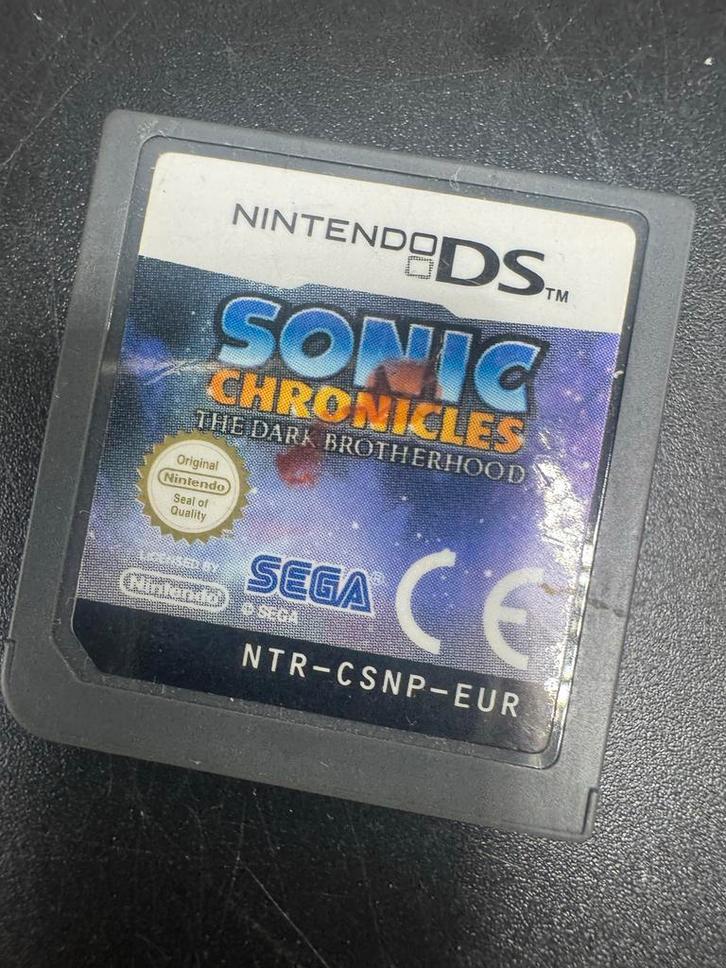 NINTENDO DS™
SONIC
CHRONICLES
THE DARK BROTHERHOOD
Original
Nintendo
Seal of
Quality
LICENSED BY
Nintendo®
SEGA®
© SEGA
CE
NTR-CSNP-EUR